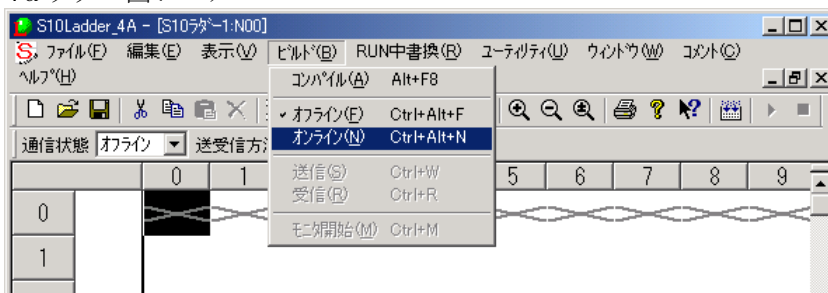 S10Ladder_4A - [S10ﾗﾀﾞｰ1:N00]
ﾌｧｲﾙ(F) 編集(E) 表示(V) ﾋﾞﾙﾄﾞ(B) RUN中書換(R) ﾕｰﾃｨﾘﾃｨ(U) ｳｨﾝﾄﾞｳ(W) ｺﾒﾝﾄ(C)
ﾍﾙﾌﾟ(H)
ｺﾝﾊﾟｲﾙ(A) Alt+F8
ｵﾌﾗｲﾝ(F) Ctrl+Alt+F
ｵﾝﾗｲﾝ(N) Ctrl+Alt+N
通信状態 ｵﾌﾗｲﾝ 送受信方
送信(S) Ctrl+W
受信(R) Ctrl+R
ﾓﾆﾀ開始(M) Ctrl+M
0 1 5 6 7 8 9
0
1